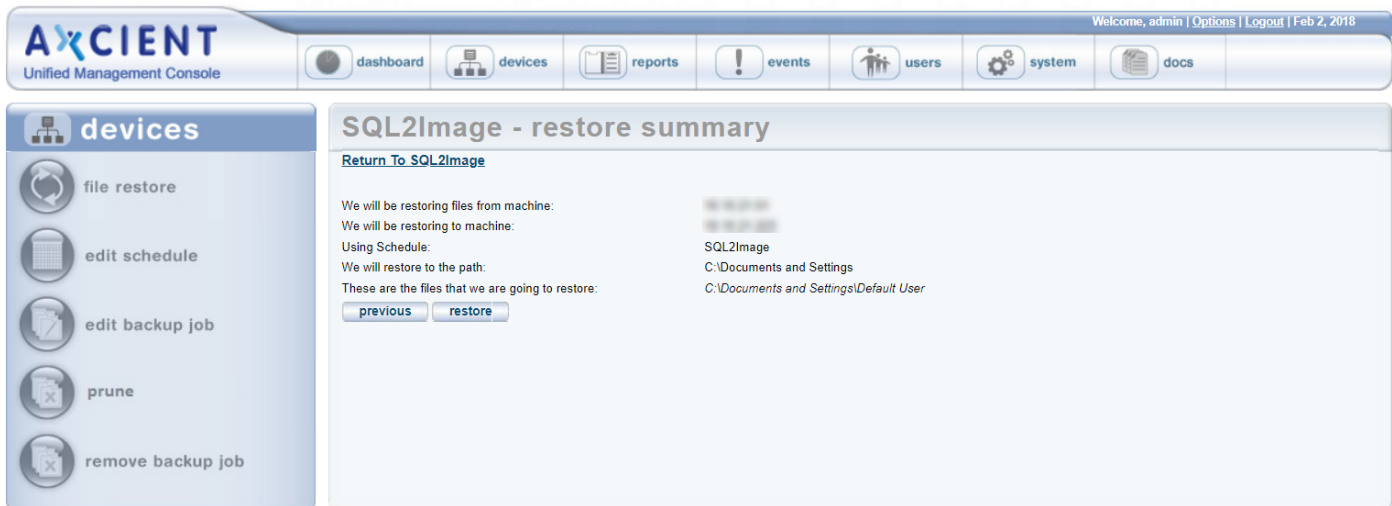 Welcome, admin | Options | Logout | Feb 2, 2018
AXCIENT
Unified Management Console
dashboard devices reports events users system docs
devices
file restore
edit schedule
edit backup job
prune
remove backup job
SQL2Image - restore summary
Return To SQL2Image
We will be restoring files from machine:
We will be restoring to machine:
Using Schedule: SQL2Image
We will restore to the path: C:\Documents and Settings
These are the files that we are going to restore: C:\Documents and Settings\Default User
previous restore